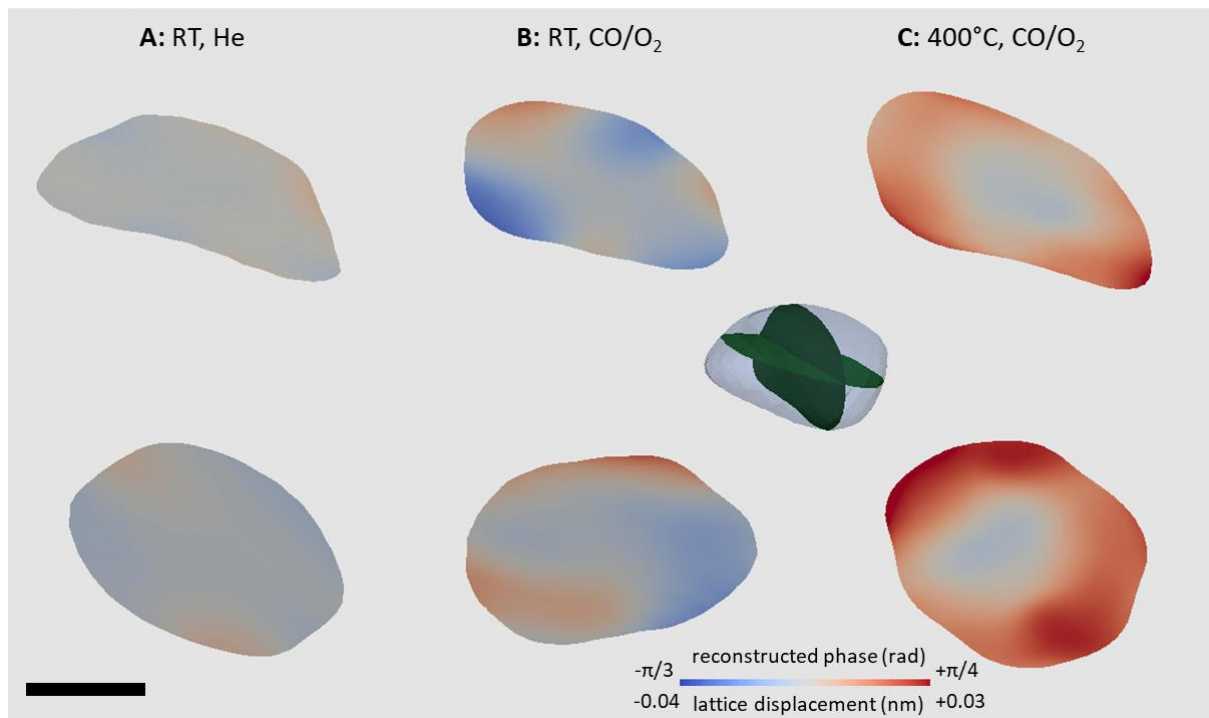 A: RT, He
B: RT, CO/O₂
C: 400°C, CO/O₂
reconstructed phase (rad)
-π/3
+π/4
-0.04
lattice displacement (nm)
+0.03